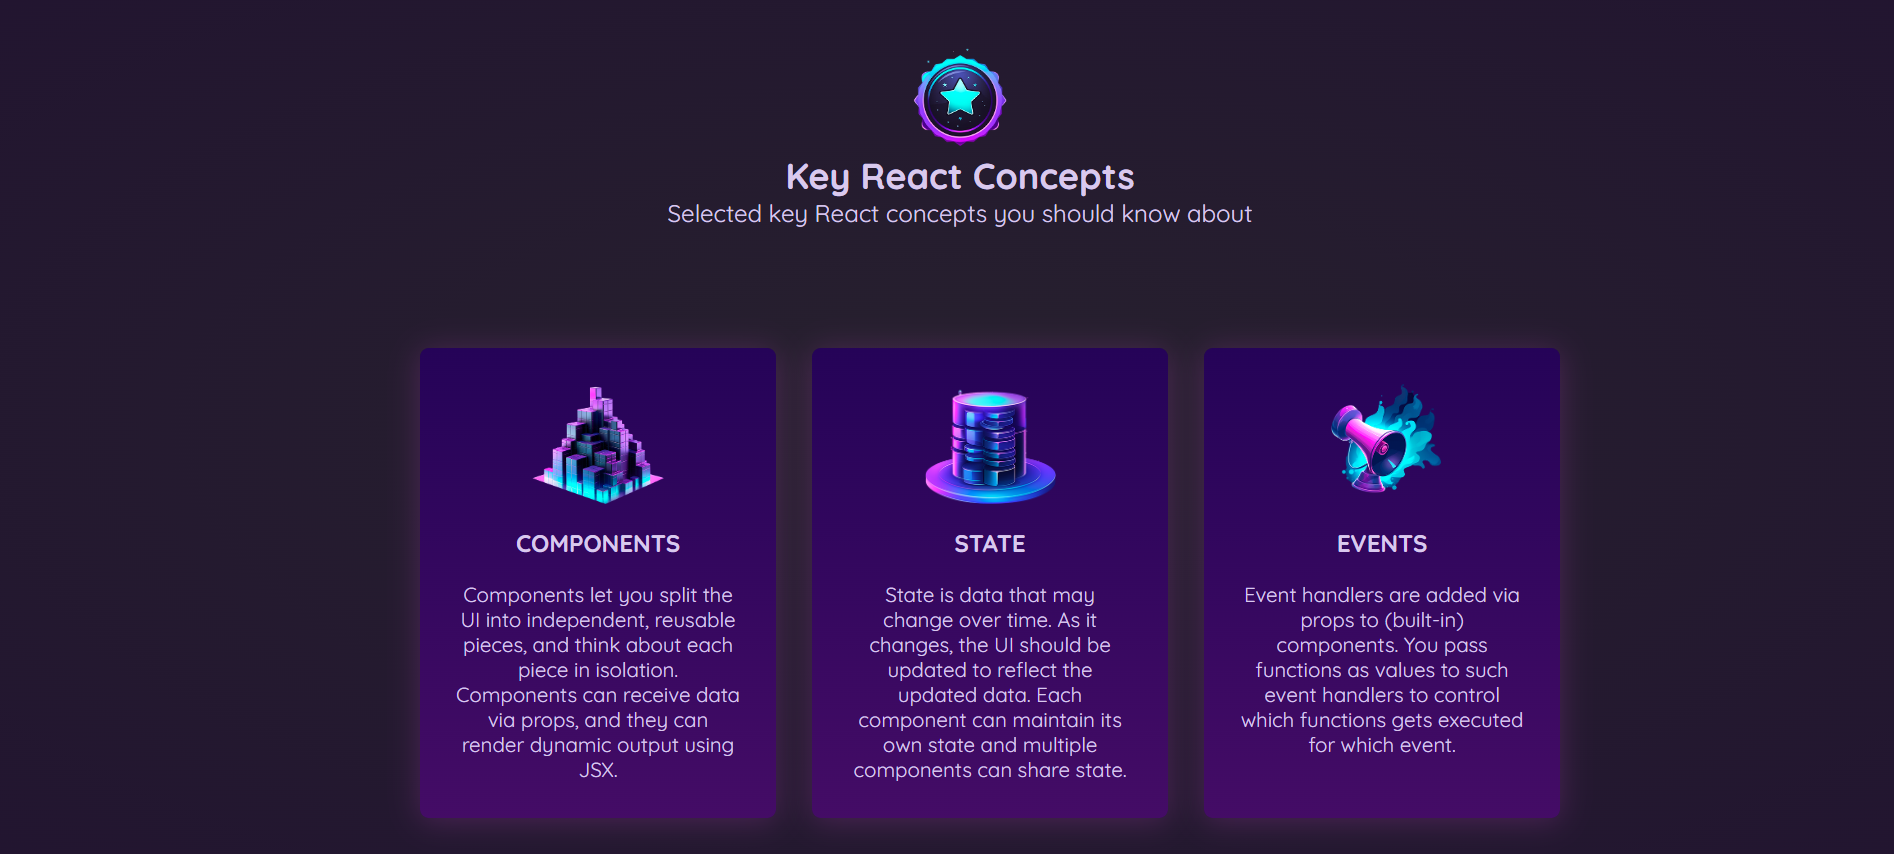 Key React Concepts
Selected key React concepts you should know about
COMPONENTS
Components let you split the
UI into independent, reusable
pieces, and think about each
piece in isolation.
Components can receive data
via props, and they can
render dynamic output using
JSX.
STATE
State is data that may
change over time. As it
changes, the UI should be
updated to reflect the
updated data. Each
component can maintain its
own state and multiple
components can share state.
EVENTS
Event handlers are added via
props to (built-in)
components. You pass
functions as values to such
event handlers to control
which functions gets executed
for which event.